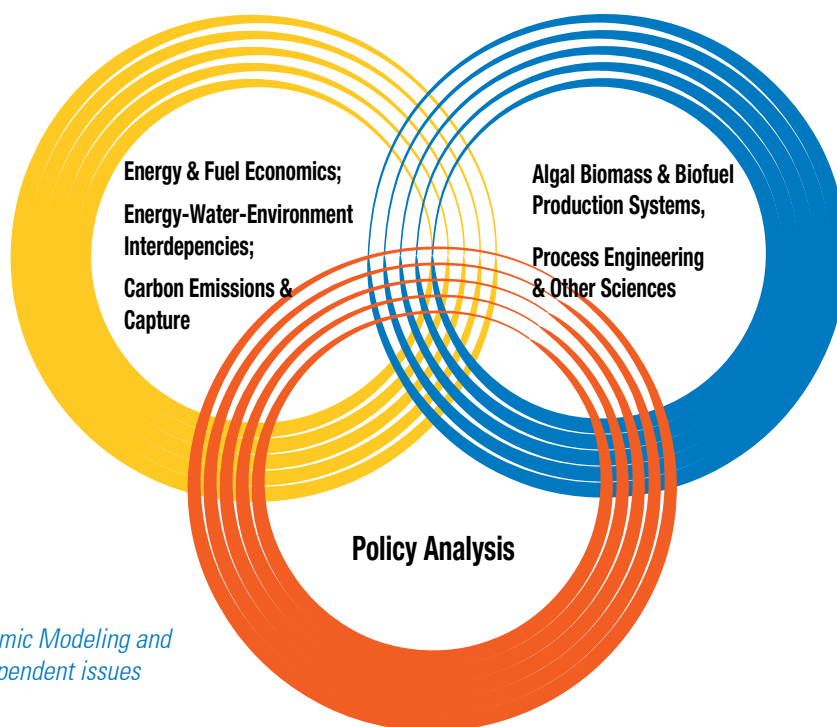 Energy & Fuel Economics;
Energy-Water-Environment
Interdepencies;
Carbon Emissions &
Capture
Algal Biomass & Biofuel
Production Systems,
Process Engineering
& Other Sciences
Policy Analysis
mic Modeling and
pendent issues